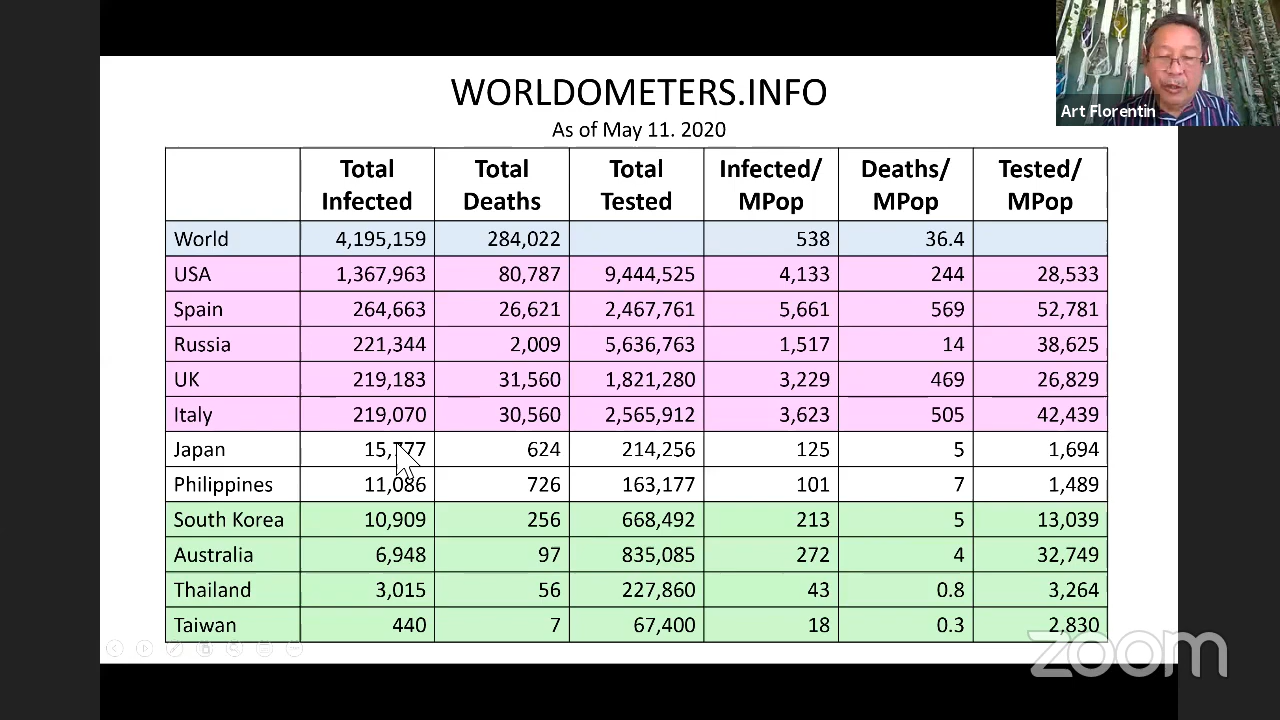 Art Florentin
WORLDOMETERS.INFO
As of May 11. 2020
Total Infected Total Deaths Total Tested Infected/ MPop Deaths/ MPop Tested/ MPop
World 4,195,159 284,022 538 36.4
USA 1,367,963 80,787 9,444,525 4,133 244 28,533
Spain 264,663 26,621 2,467,761 5,661 569 52,781
Russia 221,344 2,009 5,636,763 1,517 14 38,625
UK 219,183 31,560 1,821,280 3,229 469 26,829
Italy 219,070 30,560 2,565,912 3,623 505 42,439
Japan 624 214,256 125 5 1,694
Philippines 11,086 726 163,177 101 7 1,489
South Korea 10,909 256 668,492 213 5 13,039
Australia 6,948 97 835,085 272 4 32,749
Thailand 3,015 56 227,860 43 0.8 3,264
Taiwan 440 7 67,400 18 0.3 2,830
zoom